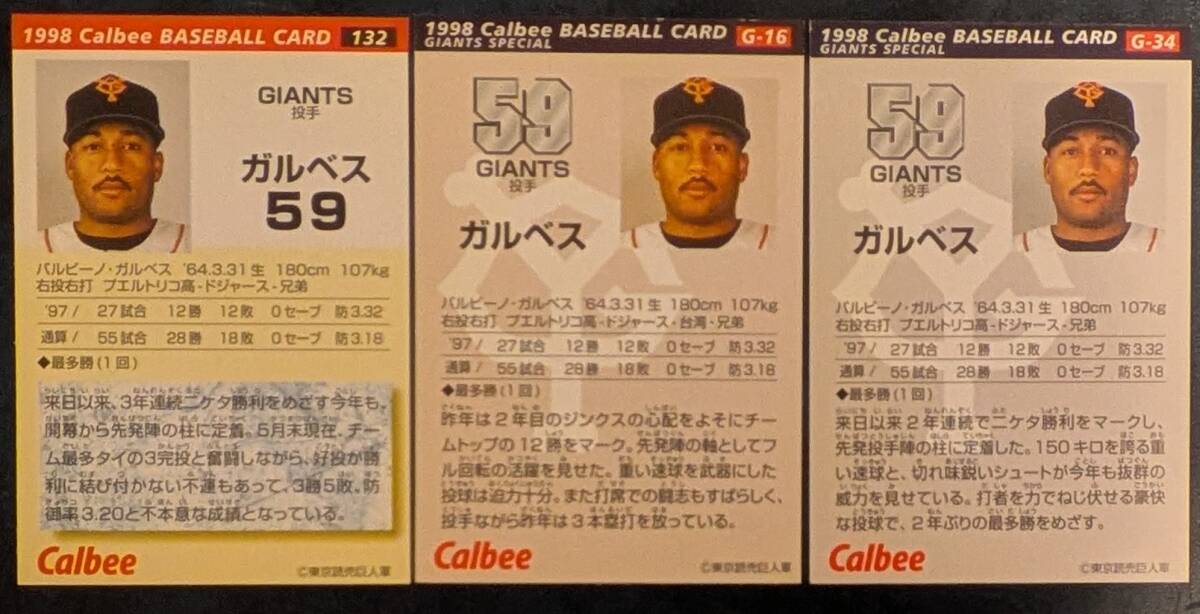 1998 Calbee BASEBALL CARD 132
GIANTS
投手
ガルベス
59
バルビーノ・ガルベス '64.3.31生 180cm 107kg
右投右打 プエルトリコ高-ドジャース-兄弟
'97/ 27試合 12勝 12敗 0セーブ 防3.32
通算/ 55試合 28勝 18敗 0セーブ 防3.18
◆最多勝(1回)
来日以来、3年連続二ケタ勝利をめざす今年も、
開幕から先発陣の柱に定着。5月末現在、チー
ム最多タイの3完投と奮闘しながら、好投が勝
利に結び付かない不運もあって、3勝5敗、防
御率3.20と不本意な成績となっている。
Calbee
©東京読売巨人軍
1998 Calbee BASEBALL CARD G-16
GIANTS SPECIAL
59
GIANTS
投手
ガルベス
バルビーノ・ガルベス '64.3.31生 180cm 107kg
右投右打 プエルトリコ高-ドジャース-台湾-兄弟
'97/ 27試合 12勝 12敗 0セーブ 防3.32
通算/ 55試合 28勝 18敗 0セーブ 防3.18
◆最多勝(1回)
昨年は2年目のジンクスの心配をよそにチー
ムトップの12勝をマーク。先発陣の軸としてフ
ル回転の活躍を見せた。重い速球を武器にした
投球は迫力十分。また打席での闘志もすばらしく、
投手ながら昨年は3本塁打を放っている。
Calbee
©東京読売巨人軍
1998 Calbee BASEBALL CARD G-34
GIANTS SPECIAL
59
GIANTS
投手
ガルベス
バルビーノ・ガルベス '64.3.31生 180cm 107kg
右投右打 プエルトリコ高-ドジャース-兄弟
'97/ 27試合 12勝 12敗 0セーブ 防3.32
通算/ 55試合 28勝 18敗 0セーブ 防3.18
◆最多勝(1回)
来日以来2年連続で二ケタ勝利をマークし、
先発投手陣の柱に定着した。150キロを誇る重
い速球と、切れ味鋭いシュートが今年も抜群の
威力を見せている。打者を力でねじ伏せる豪快
な投球で、2年ぶりの最多勝をめざす。
Calbee
©東京読売巨人軍